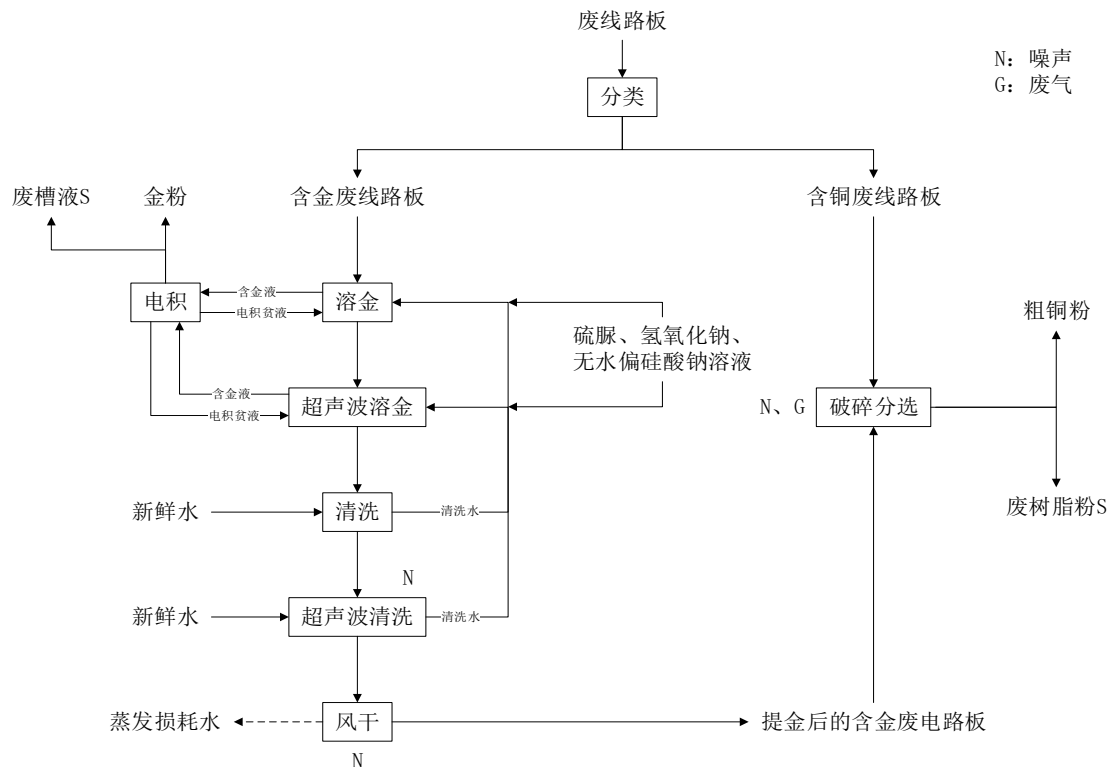 废线路板
N：噪声
G：废气
分类
废槽液S
金粉
含金废线路板
含铜废线路板
电积
含金液
电积贫液
溶金
硫脲、氢氧化钠、
无水偏硅酸钠溶液
粗铜粉
含金液
电积贫液
超声波溶金
N、G
破碎分选
新鲜水
清洗
清洗水
废树脂粉S
N
新鲜水
超声波清洗
清洗水
蒸发损耗水
风干
提金后的含金废电路板
N